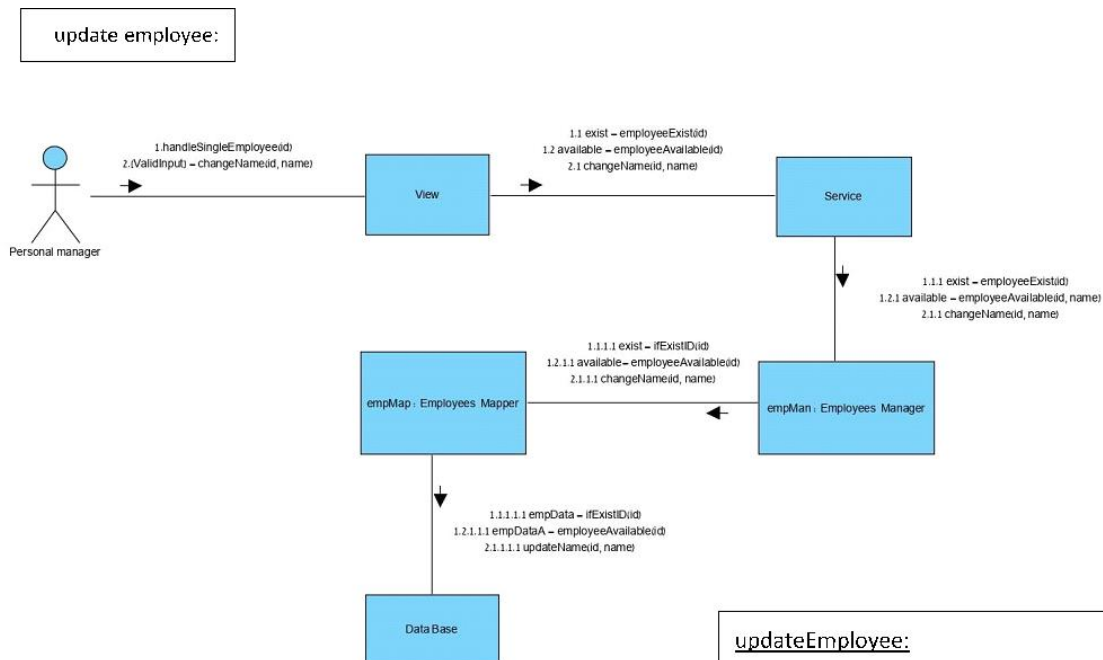 update employee:
1.handleSingleEmployee(id)
2.(ValidInput) - changeName(id, name)
Personal manager
View
1.1 exist - employeeExist(id)
1.2 available - employeeAvailable(id)
2.1 changeName(id, name)
Service
1.1.1 exist - employeeExist(id)
1.2.1 available - employeeAvailable(id, name)
2.1.1 changeName(id, name)
empMan : Employees Manager
1.1.1.1 exist - ifExistID(id)
1.2.1.1 available- employeeAvailable(id)
2.1.1.1 changeName(id, name)
empMap : Employees Mapper
1.1.1.1.1 empData - ifExistID(id)
1.2.1.1.1 empDataA - employeeAvailable(id)
2.1.1.1.1 updateName(id, name)
Data Base
updateEmployee: